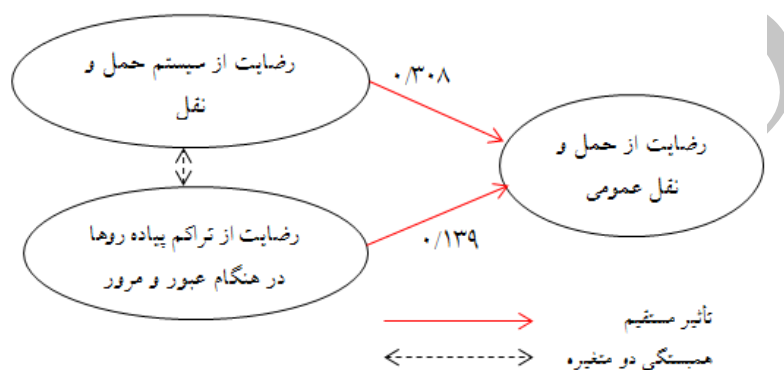 رضایت از سیستم حمل و
نقل
۰/۳۰۸
رضایت از حمل و
نقل عمومی
رضایت از تراکم پیاده روها
در هنگام عبور و مرور
۰/۱۳۹
تأثیر مستقیم
همبستگی دو متغیره